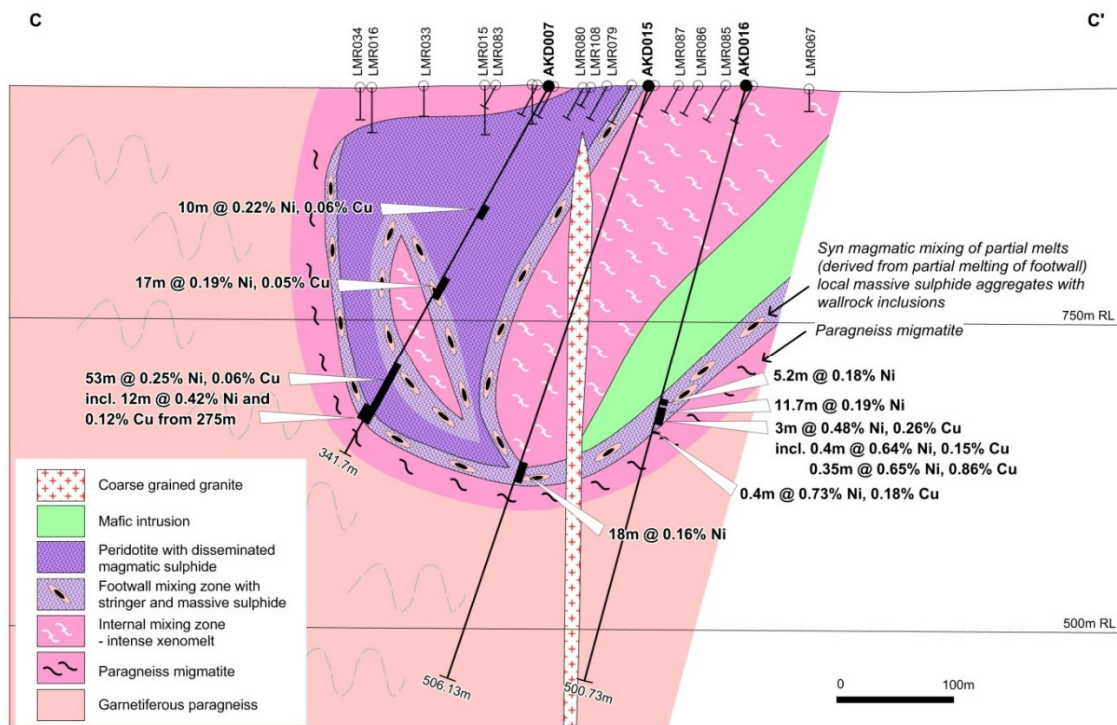 C
C'
LMR034
LMR016
LMR033
LMR015
LMR083
AKD007
LMR080
LMR108
LMR079
AKD015
LMR087
LMR086
LMR085
AKD016
LMR067
10m @ 0.22% Ni, 0.06% Cu
17m @ 0.19% Ni, 0.05% Cu
Syn magmatic mixing of partial melts
(derived from partial melting of footwall)
local massive sulphide aggregates with
wallrock inclusions
750m RL
Paragneiss migmatite
53m @ 0.25% Ni, 0.06% Cu
incl. 12m @ 0.42% Ni and
0.12% Cu from 275m
5.2m @ 0.18% Ni
11.7m @ 0.19% Ni
3m @ 0.48% Ni, 0.26% Cu
incl. 0.4m @ 0.64% Ni, 0.15% Cu
0.35m @ 0.65% Ni, 0.86% Cu
0.4m @ 0.73% Ni, 0.18% Cu
341.7m
18m @ 0.16% Ni
Coarse grained granite
Mafic intrusion
Peridotite with disseminated
magmatic sulphide
Footwall mixing zone with
stringer and massive sulphide
Internal mixing zone
- intense xenomelt
Paragneiss migmatite
Garnetiferous paragneiss
500m RL
506.13m
500.73m
0
100m